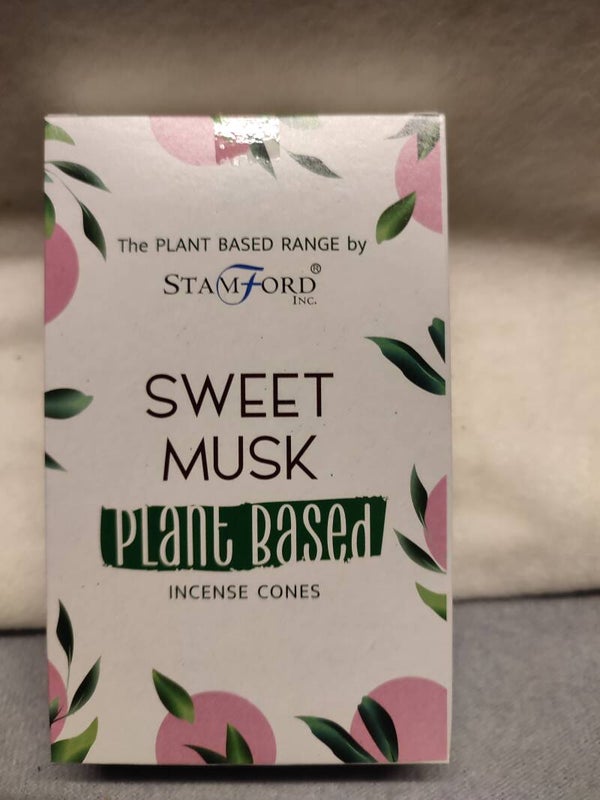 The PLANT BASED RANGE by
STAMFORD®
INC.
SWEET
MUSK
PLant Based
INCENSE CONES